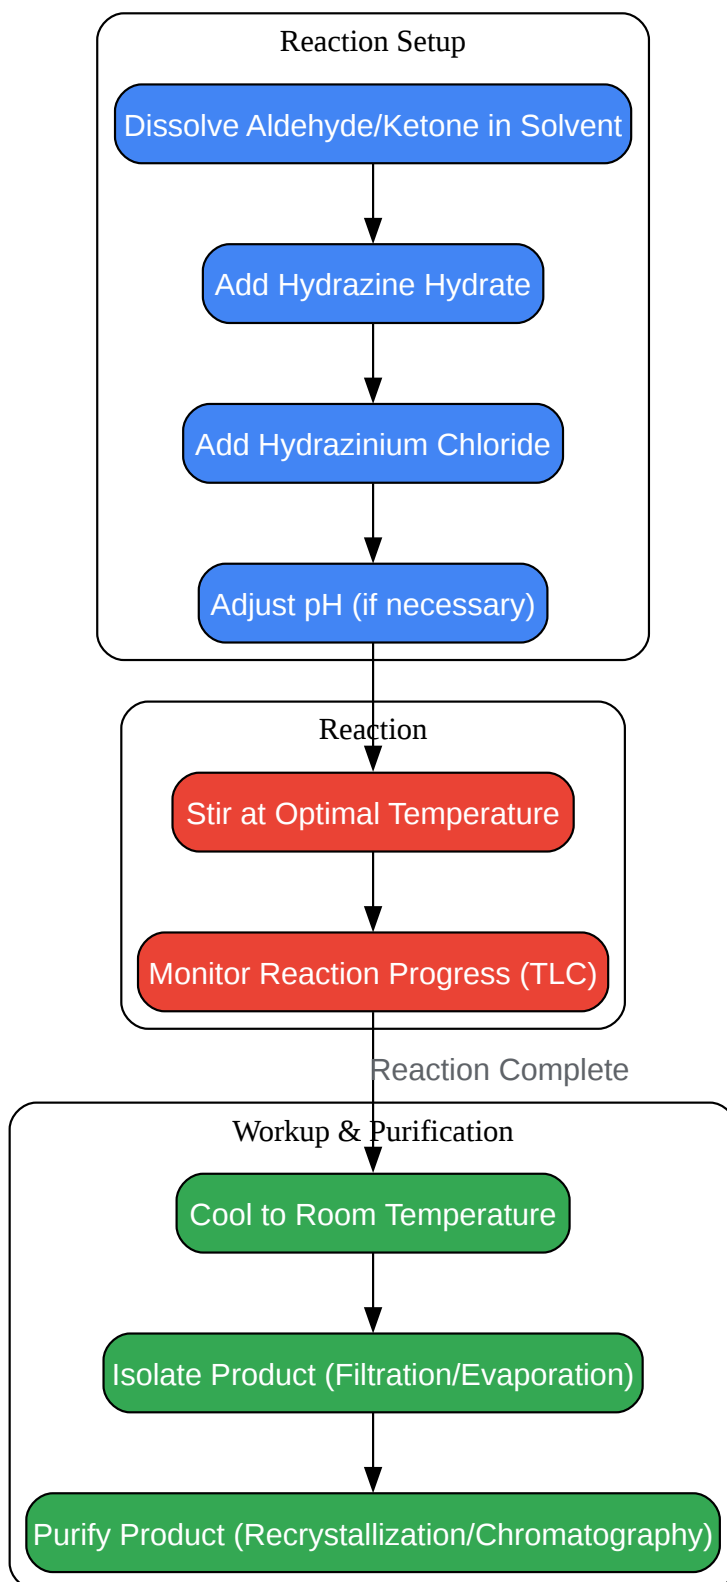 Reaction Setup
Dissolve Aldehyde/Ketone in Solvent
Add Hydrazine Hydrate
Add Hydrazinium Chloride
Adjust pH (if necessary)
Reaction
Stir at Optimal Temperature
Monitor Reaction Progress (TLC)
Reaction Complete
Workup & Purification
Cool to Room Temperature
Isolate Product (Filtration/Evaporation)
Purify Product (Recrystallization/Chromatography)